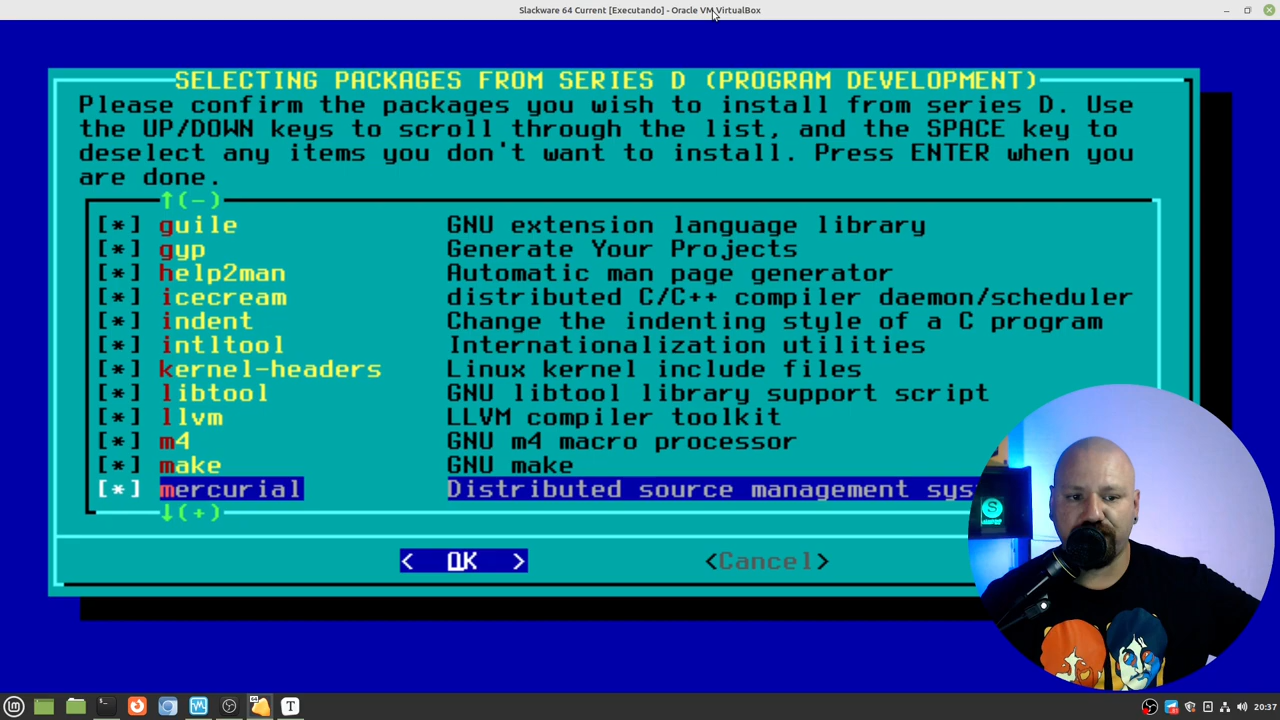 Slackware 64 Current [Executando] - Oracle VM VirtualBox
SELECTING PACKAGES FROM SERIES D (PROGRAM DEVELOPMENT)
Please confirm the packages you wish to install from series D. Use
the UP/DOWN keys to scroll through the list, and the SPACE key to
deselect any items you don't want to install. Press ENTER when you
are done.
↑(-)
[*] guile GNU extension language library
[*] gyp Generate Your Projects
[*] help2man Automatic man page generator
[*] icecream distributed C/C++ compiler daemon/scheduler
[*] indent Change the indenting style of a C program
[*] intltool Internationalization utilities
[*] kernel-headers Linux kernel include files
[*] libtool GNU libtool library support script
[*] llvm LLVM compiler toolkit
[*] m4 GNU m4 macro processor
[*] make GNU make
[*] mercurial Distributed source management sys
↓(+)
< OK > <Cancel>
20:37